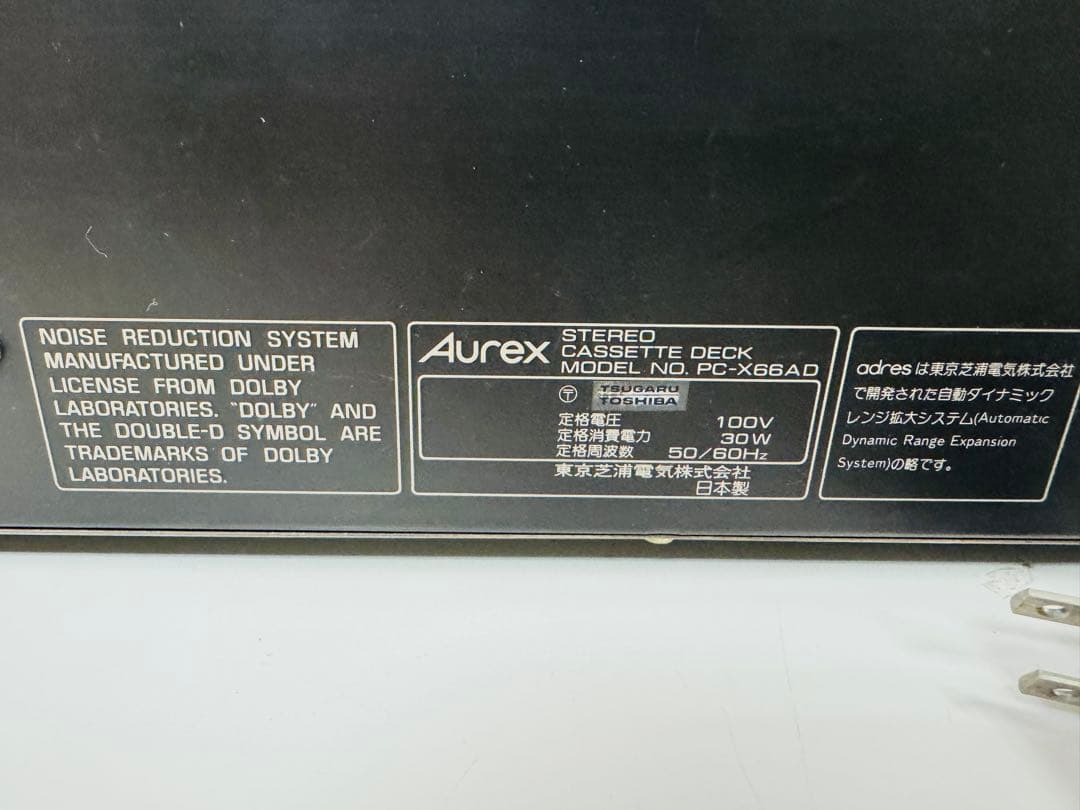 NOISE REDUCTION SYSTEM
MANUFACTURED UNDER
LICENSE FROM DOLBY
LABORATORIES. "DOLBY" AND
THE DOUBLE-D SYMBOL ARE
TRADEMARKS OF DOLBY
LABORATORIES.
Aurex
STEREO
CASSETTE DECK
MODEL NO. PC-X66AD
〒 TSUGARU
TOSHIBA
定格電圧 100V
定格消費電力 30W
定格周波数 50/60Hz
東京芝浦電気株式会社
日本製
adresは東京芝浦電気株式会社
で開発された自動ダイナミック
レンジ拡大システム(Automatic
Dynamic Range Expansion
System)の略です。